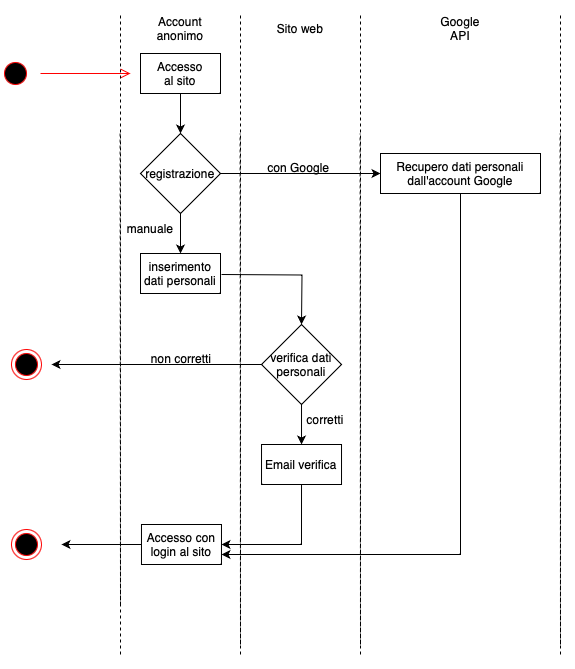 Account
anonimo
Sito web
Google
API
Accesso
al sito
registrazione
con Google
Recupero dati personali
dall'account Google
manuale
inserimento
dati personali
non corretti
verifica dati
personali
corretti
Email verifica
Accesso con
login al sito